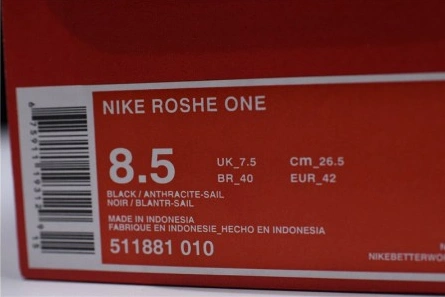 NIKE ROSHE ONE
8.5 UK_7.5 cm_26.5
BR_40 EUR_42
BLACK / ANTHRACITE-SAIL
NOIR / BLANTR-SAIL
MADE IN INDONESIA
FABRIQUE EN INDONESIE_HECHO EN INDONESIA
511881 010